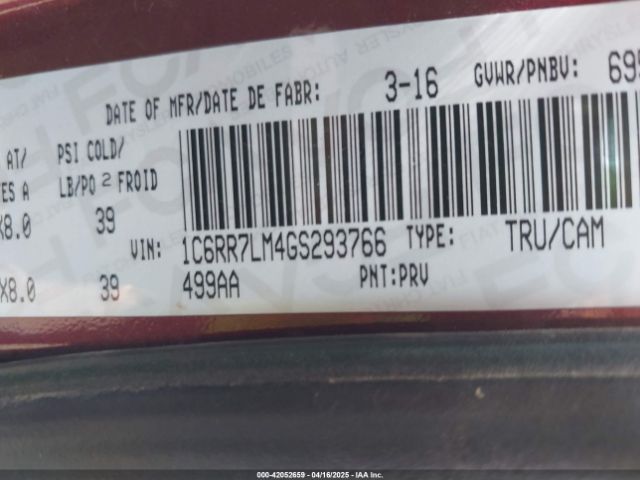 DATE OF MFR/DATE DE FABR: 3-16 GVWR/PNBV: 695
AT/ PSI COLD/
ES A LB/PO 2 FROID
X8.0 39
VIN: 1C6RR7LM4GS293766 TYPE: TRU/CAM
X8.0 39 499AA PNT:PRV
000-42052659 - 04/16/2025 - IAA Inc.